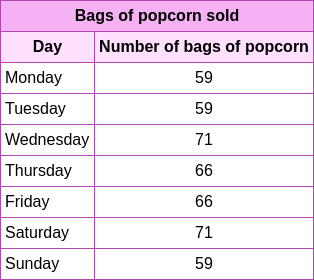 Bags of popcorn sold
Day Number of bags of popcorn
Monday 59
Tuesday 59
Wednesday 71
Thursday 66
Friday 66
Saturday 71
Sunday 59